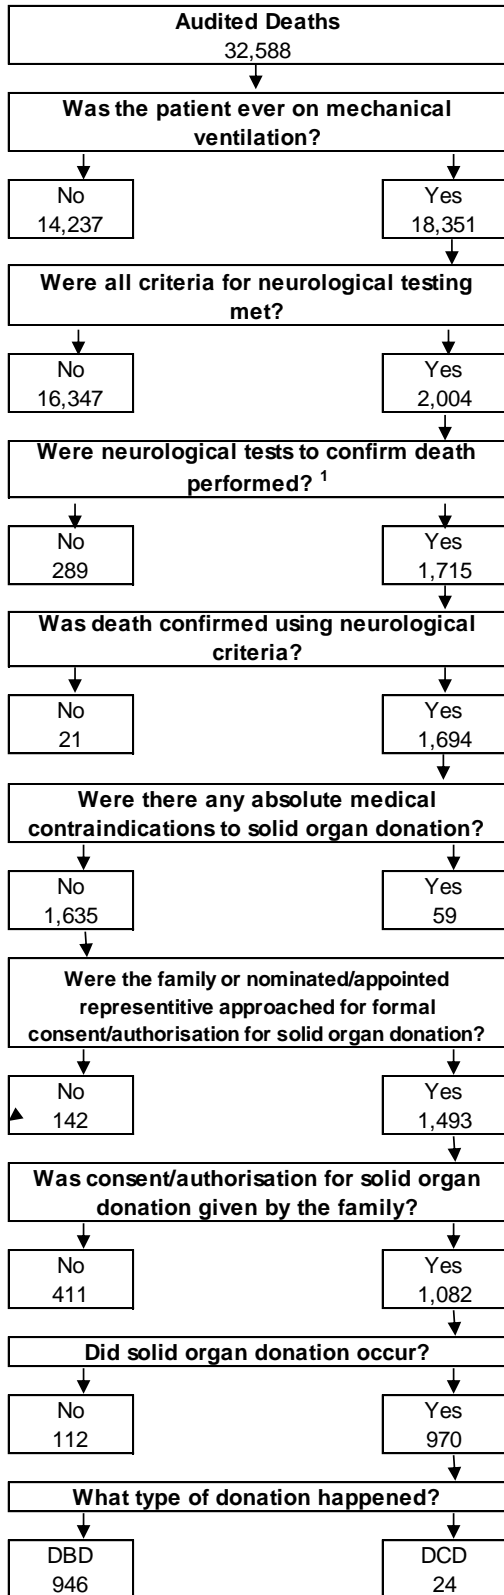 Audited Deaths
32,588
Was the patient ever on mechanical
ventilation?
No
14,237
Yes
18,351
Were all criteria for neurological testing
met?
No
16,347
Yes
2,004
Were neurological tests to confirm death
performed? 1
No
289
Yes
1,715
Was death confirmed using neurological
criteria?
No
21
Yes
1,694
Were there any absolute medical
contraindications to solid organ donation?
No
1,635
Yes
59
Were the family or nominated/appointed
representitive approached for formal
consent/authorisation for solid organ donation?
No
142
Yes
1,493
Was consent/authorisation for solid organ
donation given by the family?
No
411
Yes
1,082
Did solid organ donation occur?
No
112
Yes
970
What type of donation happened?
DBD
946
DCD
24